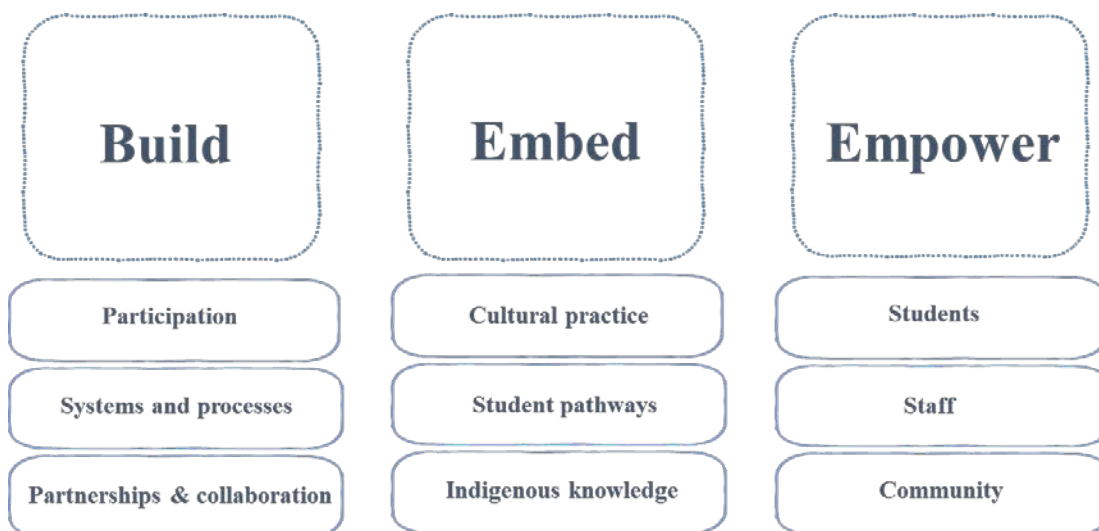 Build
Participation
Systems and processes
Partnerships & collaboration
Embed
Cultural practice
Student pathways
Indigenous knowledge
Empower
Students
Staff
Community